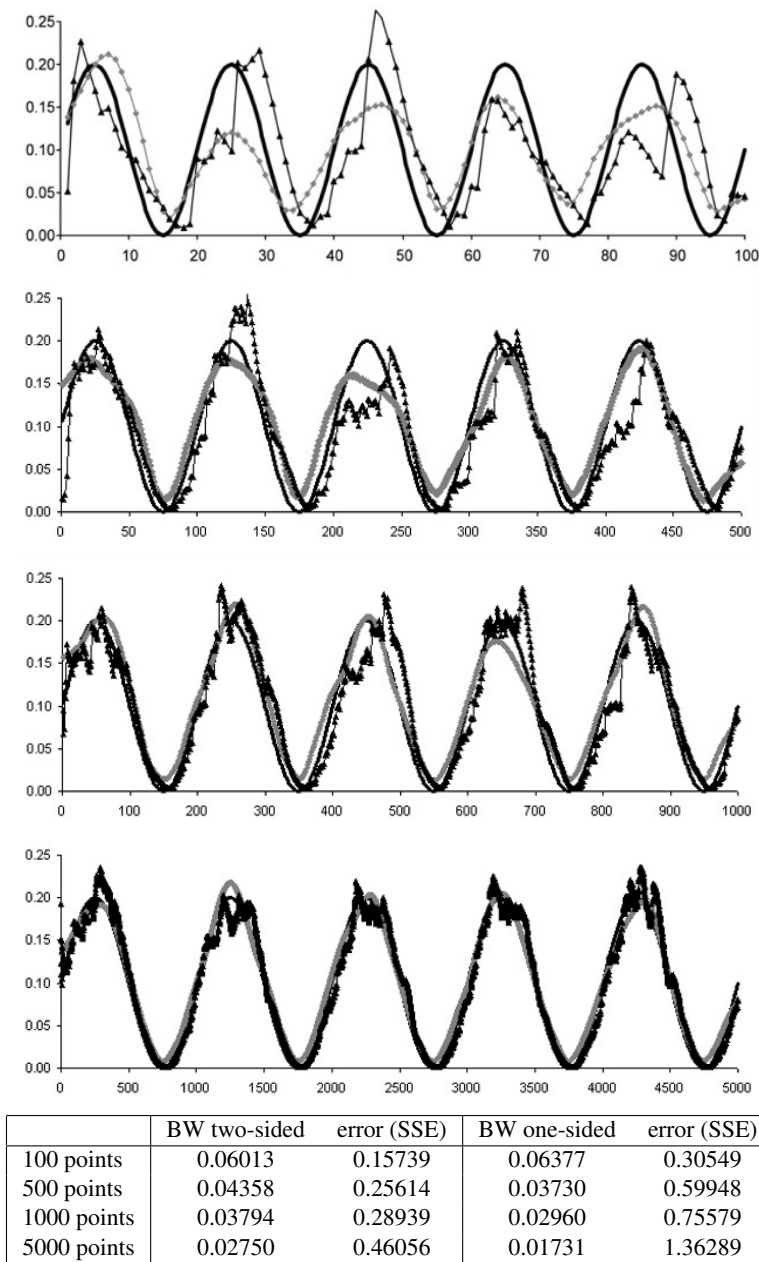 0.25
0.20
0.15
0.10
0.05
0.00
0 10 20 30 40 50 60 70 80 90 100
0.25
0.20
0.15
0.10
0.05
0.00
0 50 100 150 200 250 300 350 400 450 500
0.25
0.20
0.15
0.10
0.05
0.00
0 100 200 300 400 500 600 700 800 900 1000
0.25
0.20
0.15
0.10
0.05
0.00
0 500 1000 1500 2000 2500 3000 3500 4000 4500 5000
BW two-sided error (SSE) BW one-sided error (SSE)
100 points 0.06013 0.15739 0.06377 0.30549
500 points 0.04358 0.25614 0.03730 0.59948
1000 points 0.03794 0.28939 0.02960 0.75579
5000 points 0.02750 0.46056 0.01731 1.36289